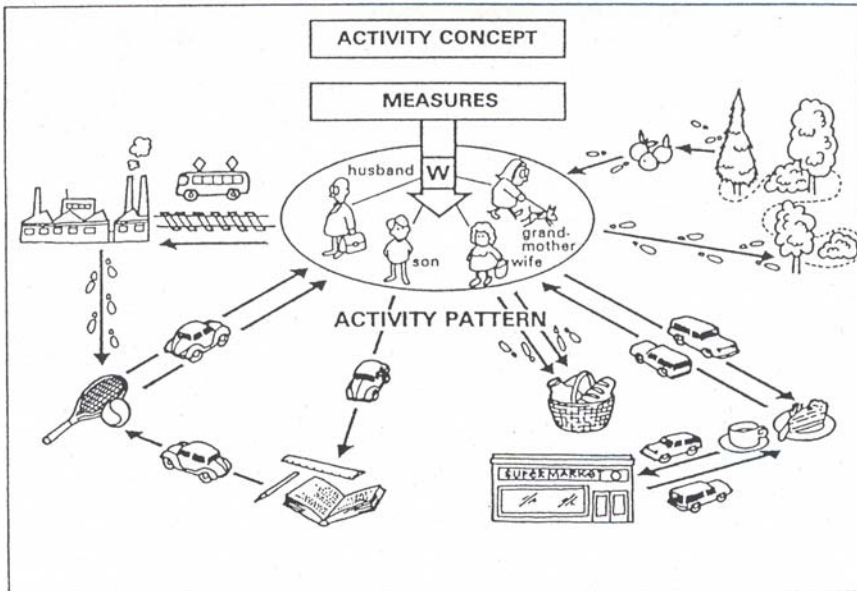 ACTIVITY CONCEPT
MEASURES
husband
W
grand-
mother
son
wife
ACTIVITY PATTERN
SUPERMARKET